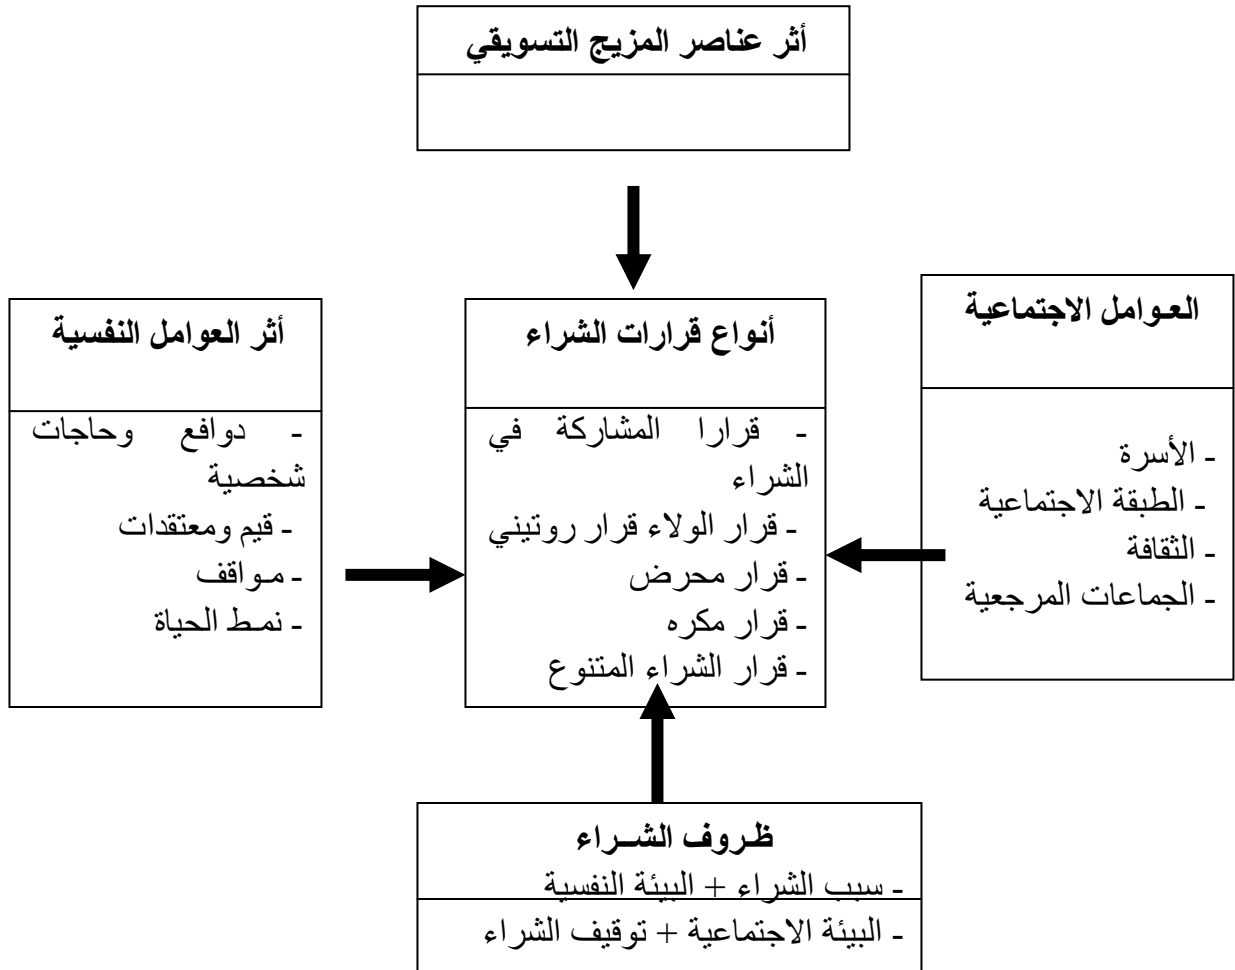 أثر عناصر المزيج التسويقي
العوامل الاجتماعية
- الأسرة
- الطبقة الاجتماعية
- الثقافة
- الجماعات المرجعية
أنواع قرارات الشراء
- قرارا المشاركة في
الشراء
- قرار الولاء قرار روتيني
- قرار محرض
- قرار مكره
- قرار الشراء المتنوع
أثر العوامل النفسية
- دوافع وحاجات
شخصية
- قيم ومعتقدات
- مواقف
- نمط الحياة
ظروف الشراء
- سبب الشراء + البيئة النفسية
- البيئة الاجتماعية + توقيف الشراء